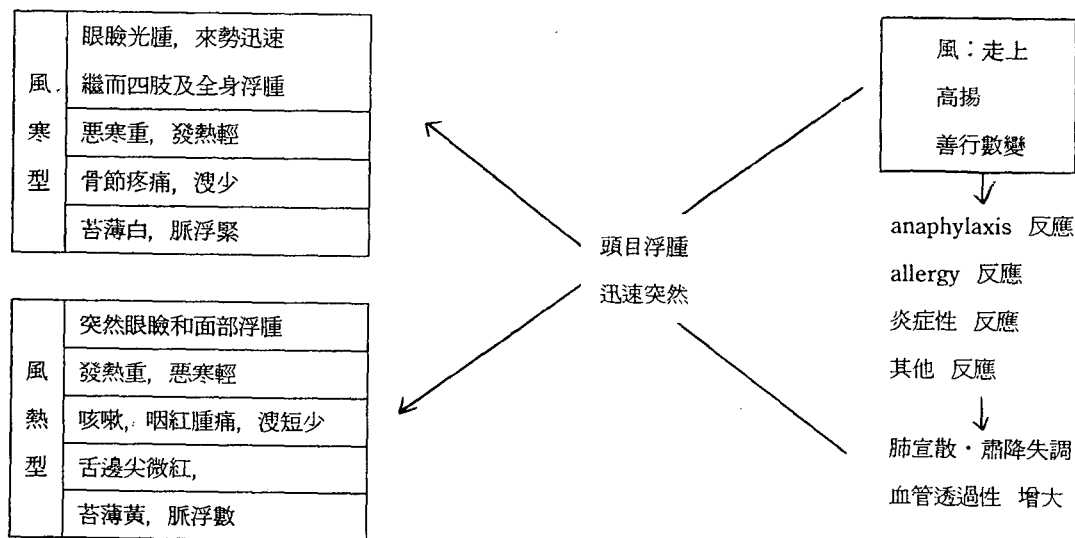 風寒型
眼瞼光腫, 來勢迅速
繼而四肢及全身浮腫
悪寒重, 發熱輕
骨節疼痛, 溲少
苔薄白, 脈浮緊
風熱型
突然眼瞼和面部浮腫
發熱重, 悪寒輕
咳嗽, 咽紅腫痛, 溲短少
舌邊尖微紅,
苔薄黃, 脈浮數
頭目浮腫
迅速突然
風：走上
高揚
善行數變
anaphylaxis 反應
allergy 反應
炎症性 反應
其他 反應
肺宣散・肅降失調
血管透過性 增大